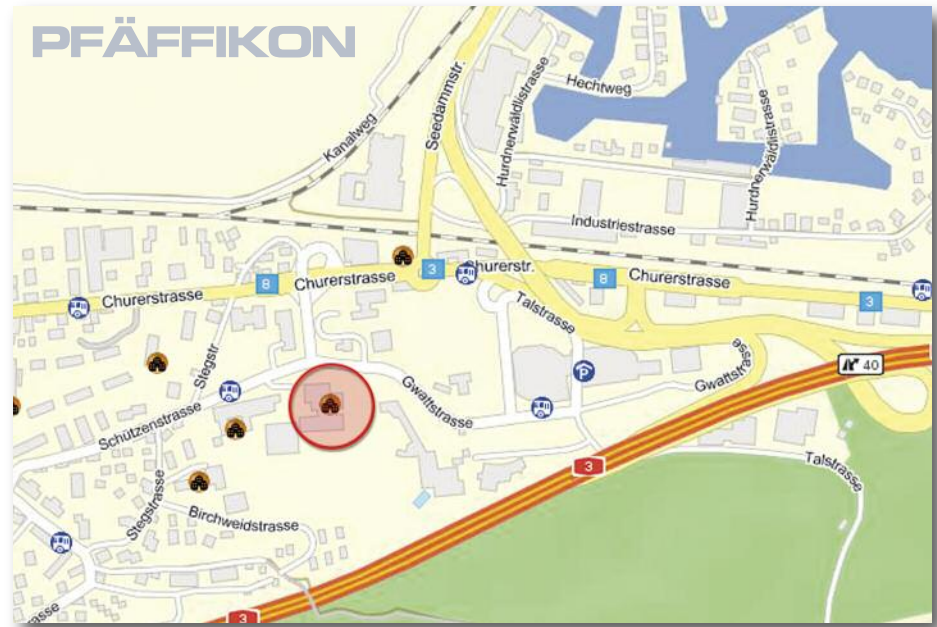 PFÄFFIKON
Seedammstr.
Hurdnerwäldlistrasse
Hechtweg
Kanalweg
Hurdnerwäldlistrasse
Industriestrasse
Churerstrasse
8
Churerstrasse
3
Churerstr.
8
Churerstrasse
3
Talstrasse
Stegstr
P
Gwattstrasse
40
Gwattstrasse
Schützenstrasse
3
Talstrasse
Stegstrasse
Birchweidstrasse
rasse
3